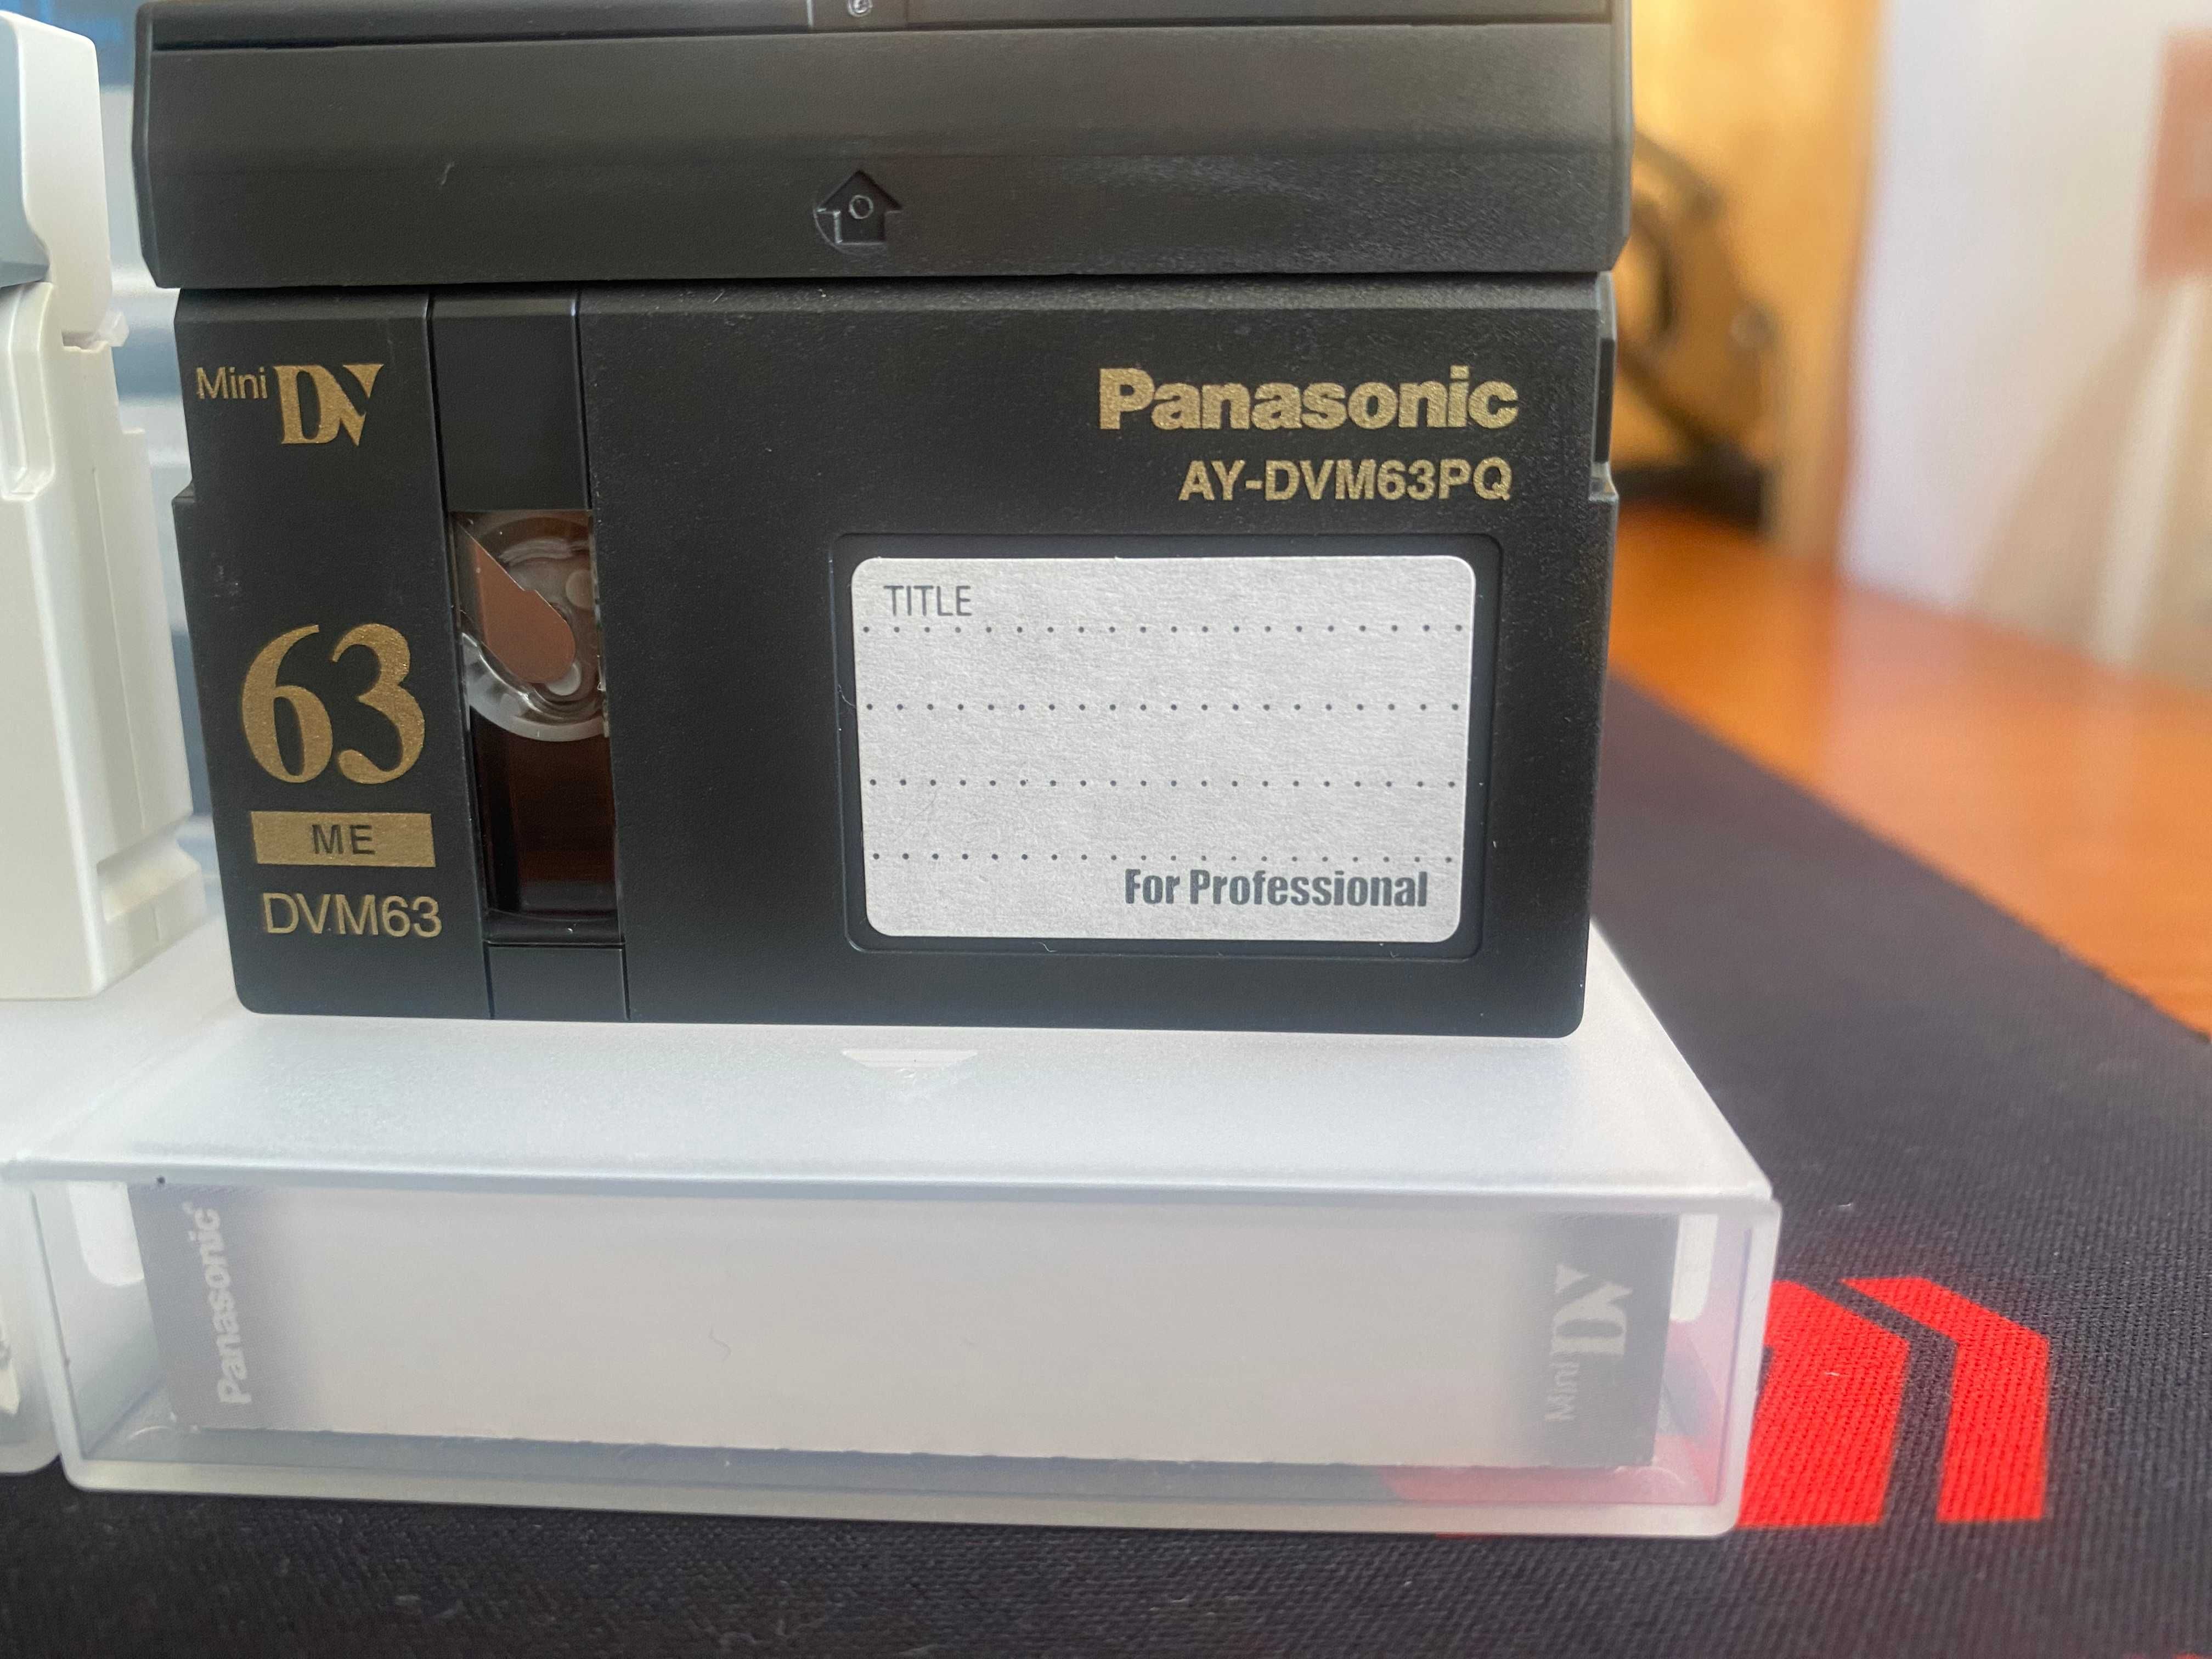 Mini DV
Panasonic
AY-DVM63PQ
63
ME
DVM63
TITLE
For Professional
Panasonic
Mini DV